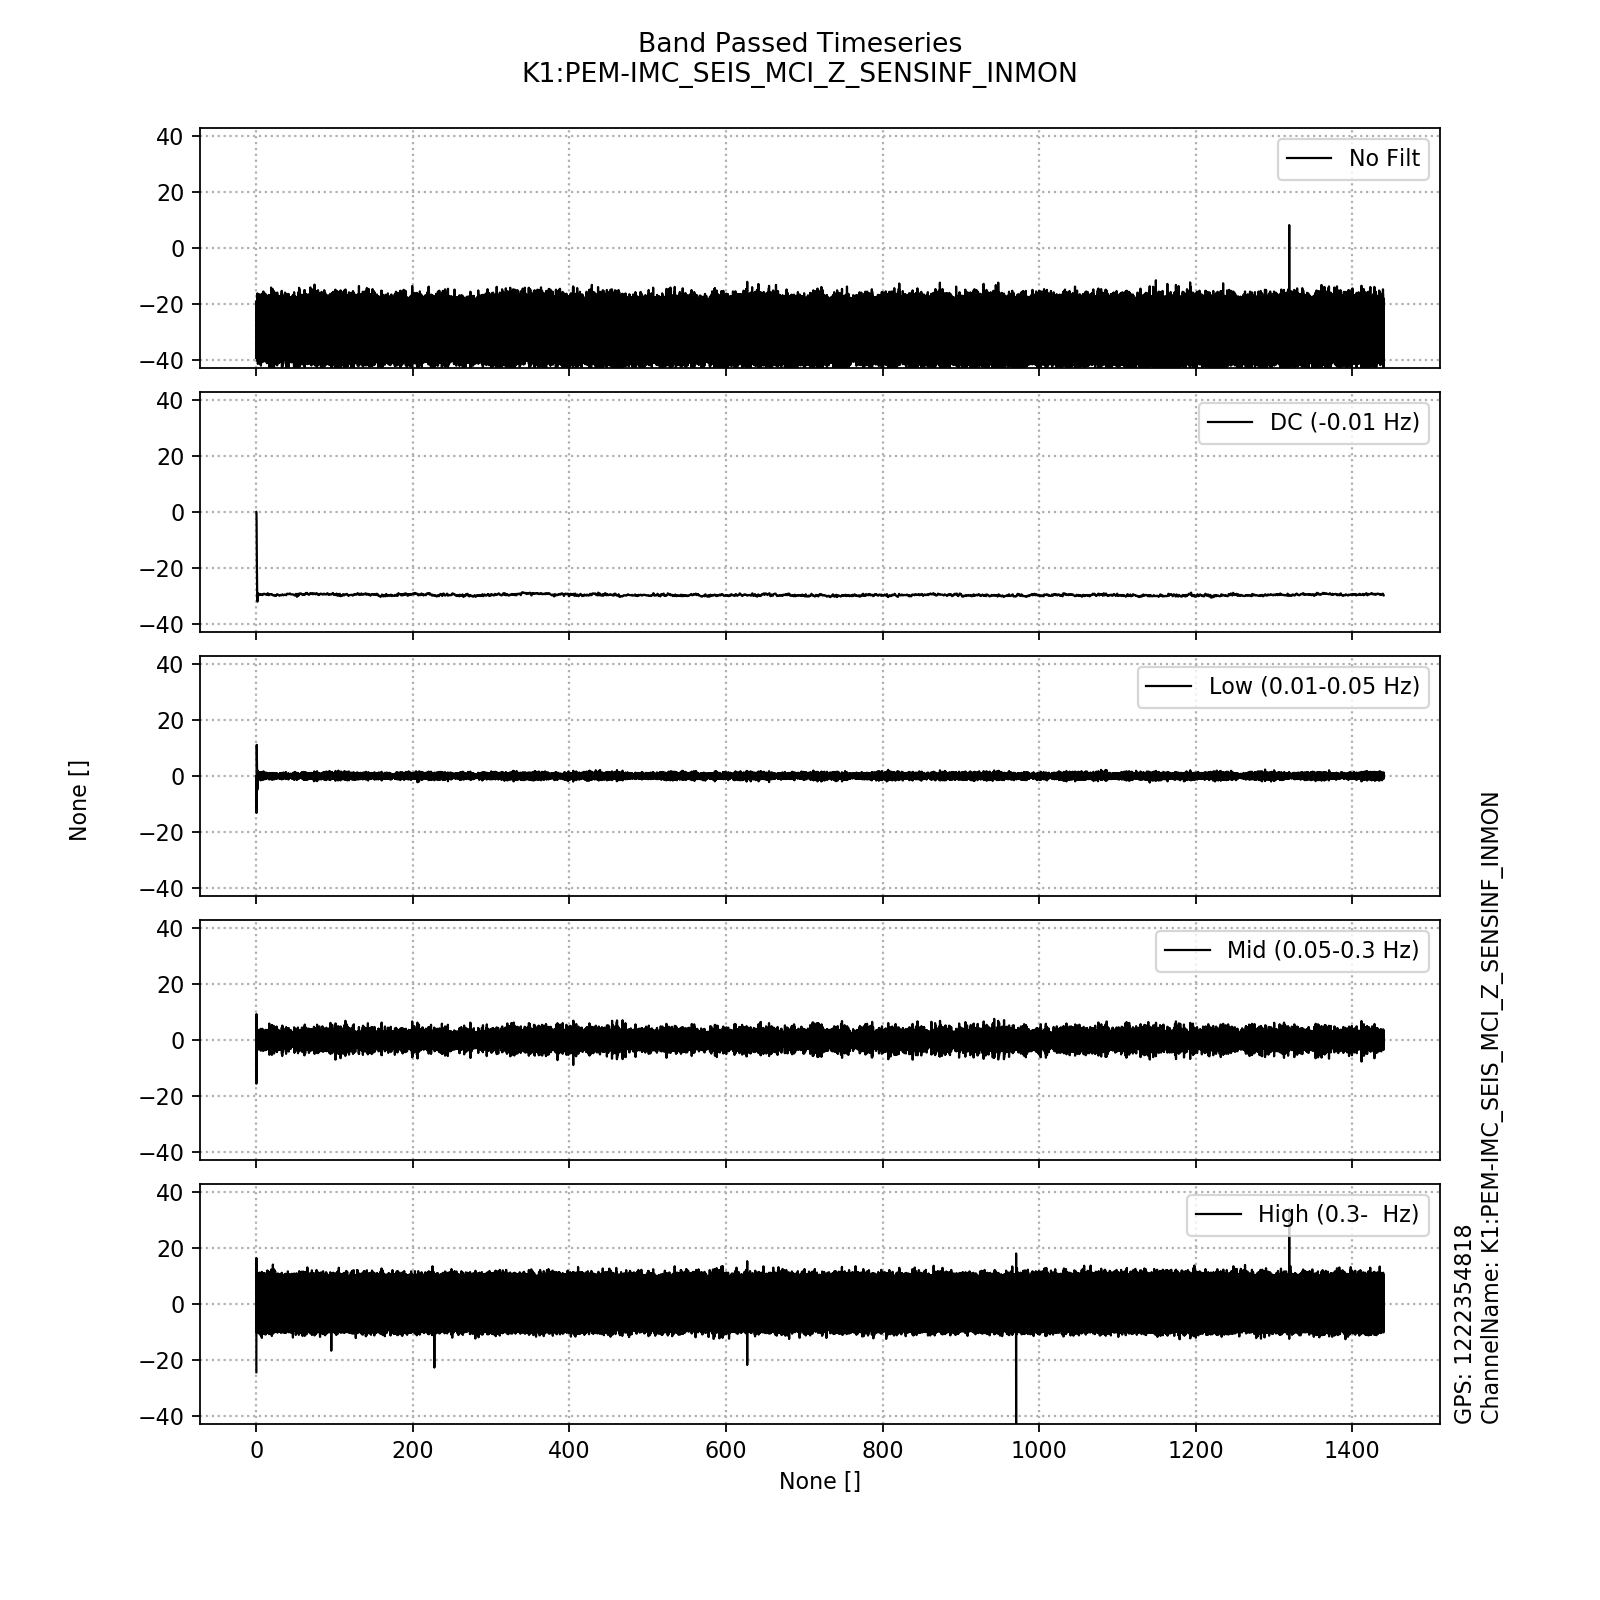 Band Passed Timeseries
K1:PEM-IMC_SEIS_MCI_Z_SENSINF_INMON
40
20
0
−20
−40
No Filt
40
20
0
−20
−40
DC (-0.01 Hz)
40
20
0
−20
−40
Low (0.01-0.05 Hz)
None []
40
20
0
−20
−40
Mid (0.05-0.3 Hz)
40
20
0
−20
−40
High (0.3-  Hz)
0 200 400 600 800 1000 1200 1400
None []
GPS: 1222354818
ChannelName: K1:PEM-IMC_SEIS_MCI_Z_SENSINF_INMON